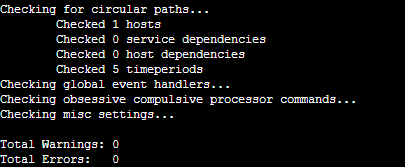 Checking for circular paths...
Checked 1 hosts
Checked 0 service dependencies
Checked 0 host dependencies
Checked 5 timeperiods
Checking global event handlers...
Checking obsessive compulsive processor commands...
Checking misc settings...
Total Warnings: 0
Total Errors: 0